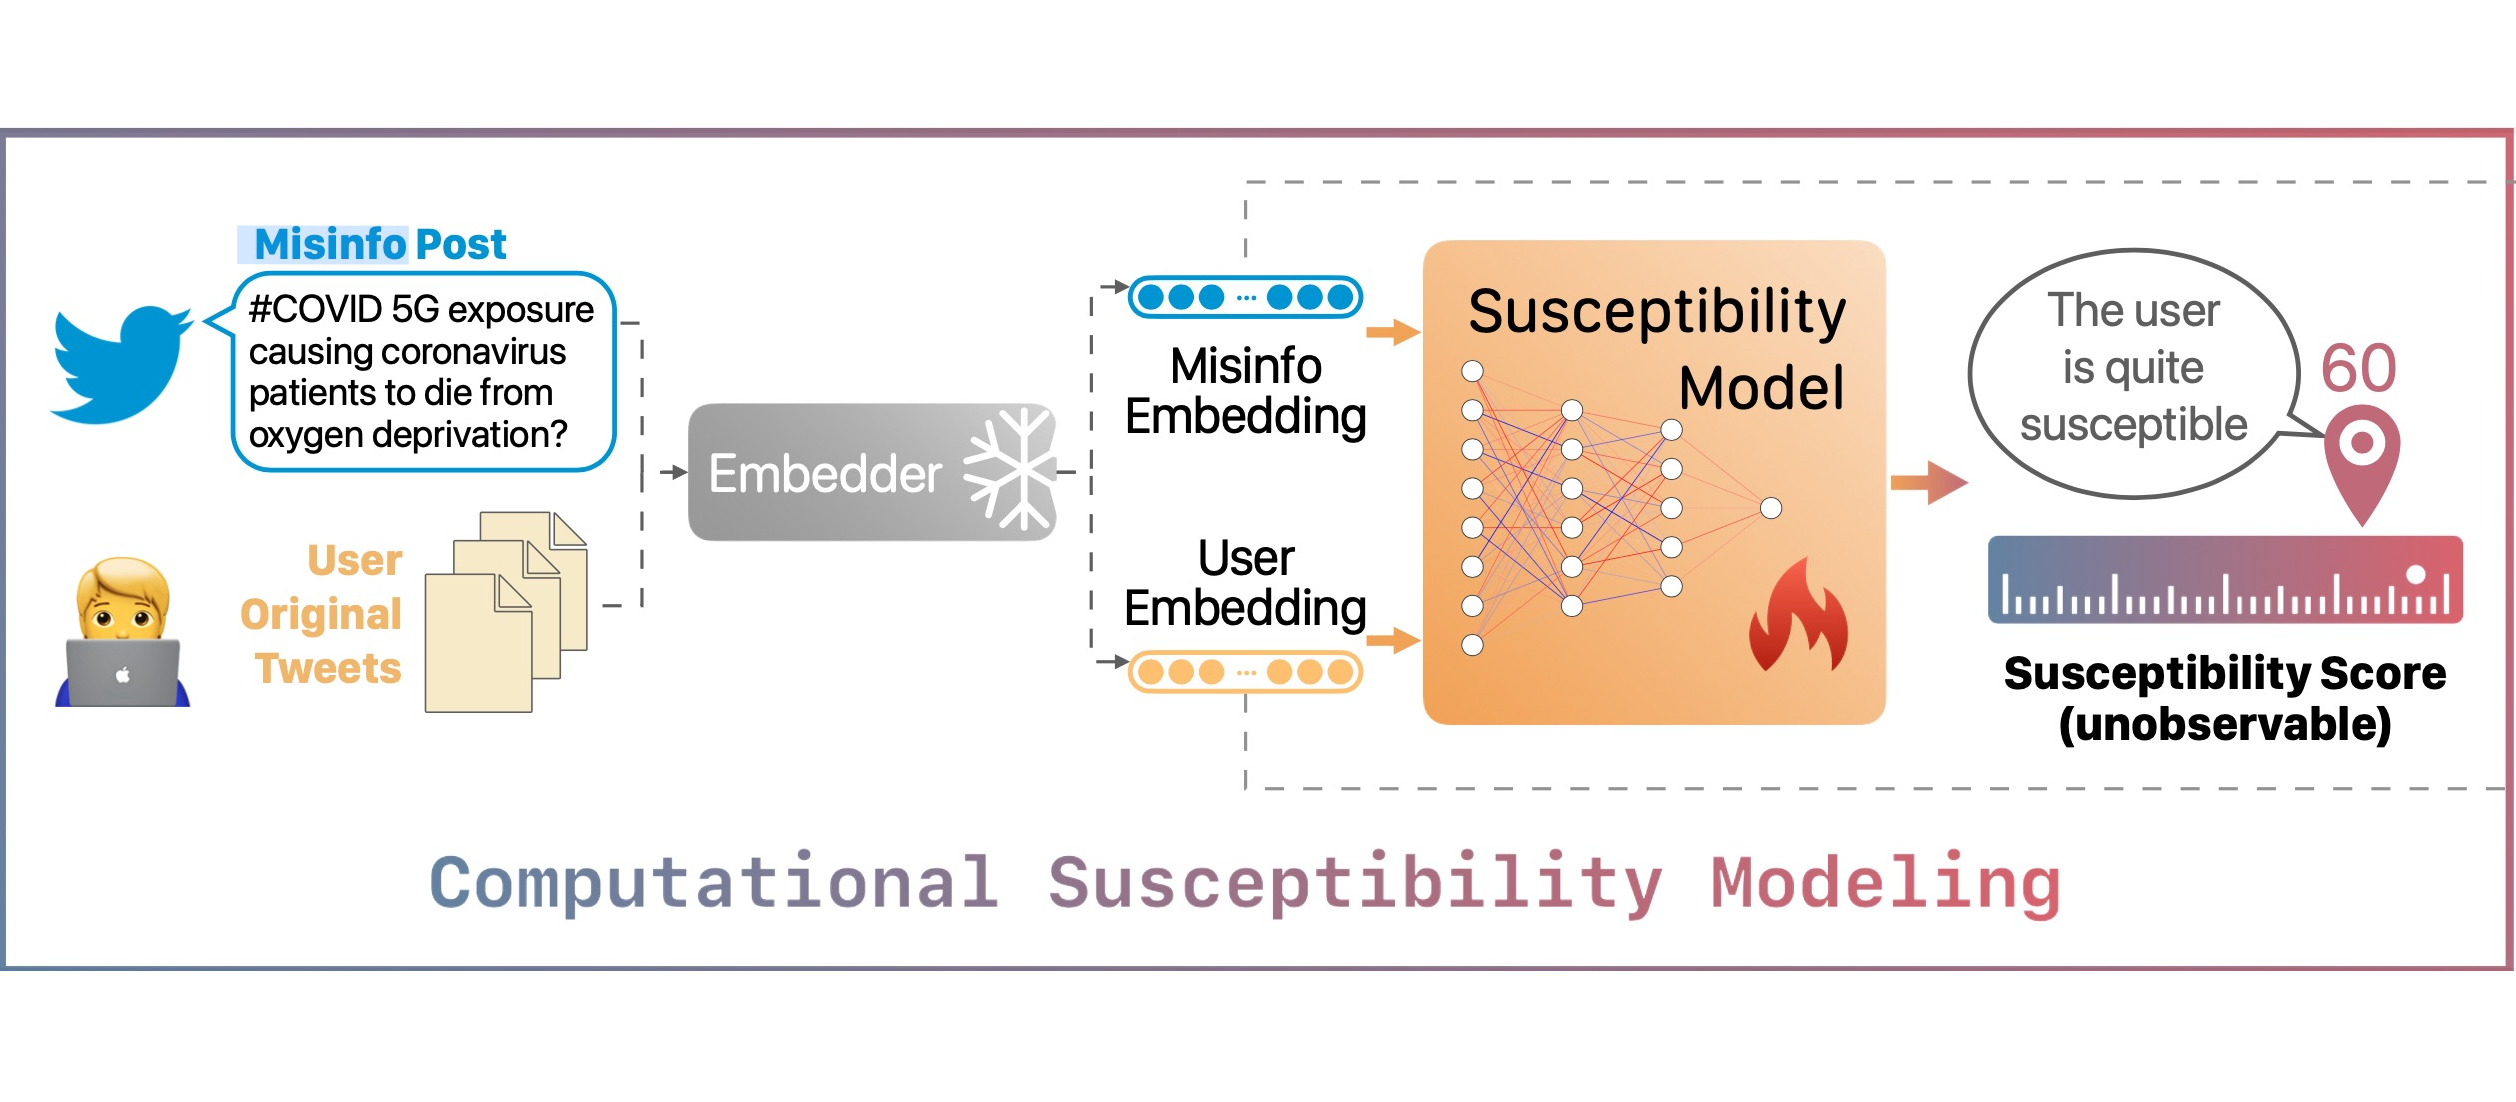 Misinfo Post
#COVID 5G exposure
causing coronavirus
patients to die from
oxygen deprivation?
User
Original
Tweets
Embedder
Misinfo
Embedding
User
Embedding
Susceptibility
Model
The user
is quite
susceptible
60
Susceptibility Score
(unobservable)
Computational Susceptibility Modeling